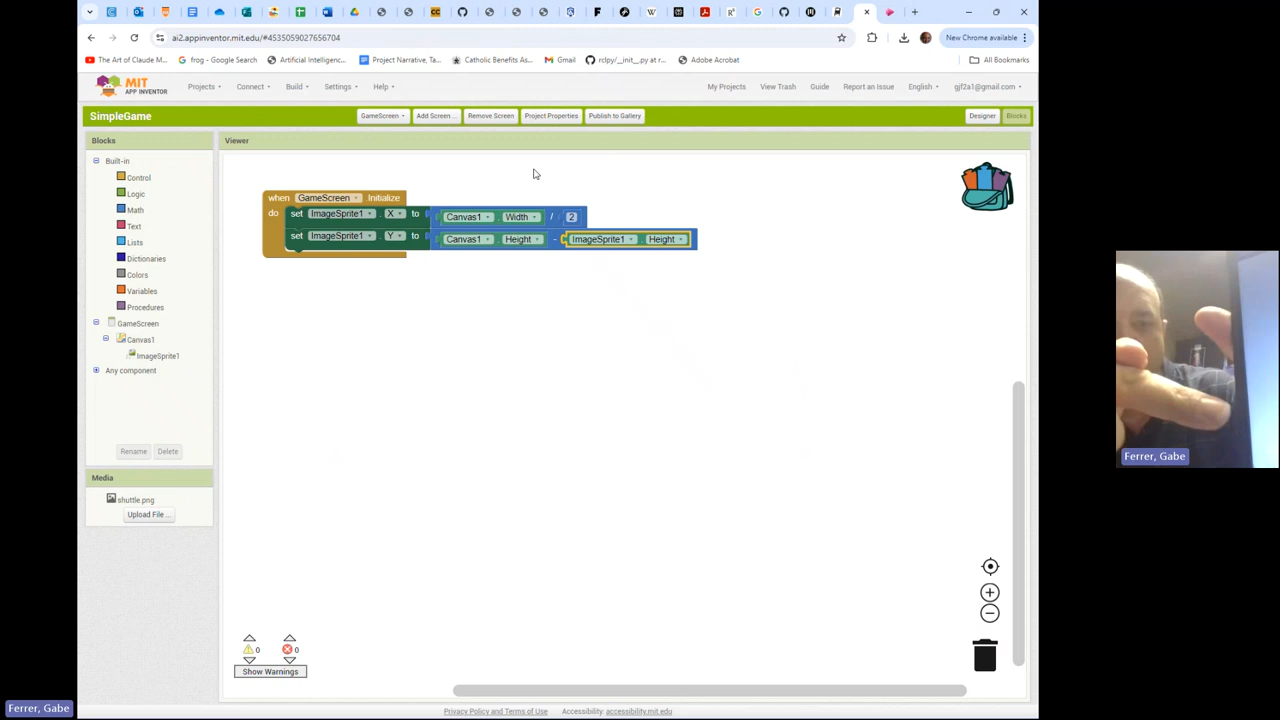 ai2.appinventor.mit.edu/#4535059027656704
New Chrome available
The Art of Claude M...
frog - Google Search
Artificial Intelligenc...
Project Narrative, Ta...
Catholic Benefits As...
Gmail
rclpy/__init__.py at r...
Adobe Acrobat
All Bookmarks
MIT
APP INVENTOR
Projects
Connect
Build
Settings
Help
My Projects
View Trash
Guide
Report an Issue
English
gjf2a1@gmail.com
SimpleGame
GameScreen
Add Screen ...
Remove Screen
Project Properties
Publish to Gallery
Designer
Blocks
Blocks
Viewer
Built-in
Control
Logic
Math
Text
Lists
Dictionaries
Colors
Variables
Procedures
GameScreen
Canvas1
ImageSprite1
Any component
Rename
Delete
Media
shuttle.png
Upload File ...
when GameScreen .Initialize
do set ImageSprite1 . X to Canvas1 . Width / 2
set ImageSprite1 . Y to Canvas1 . Height - ImageSprite1 . Height
0
0
Show Warnings
Privacy Policy and Terms of Use
Accessibility: accessibility.mit.edu
Ferrer, Gabe
Ferrer, Gabe